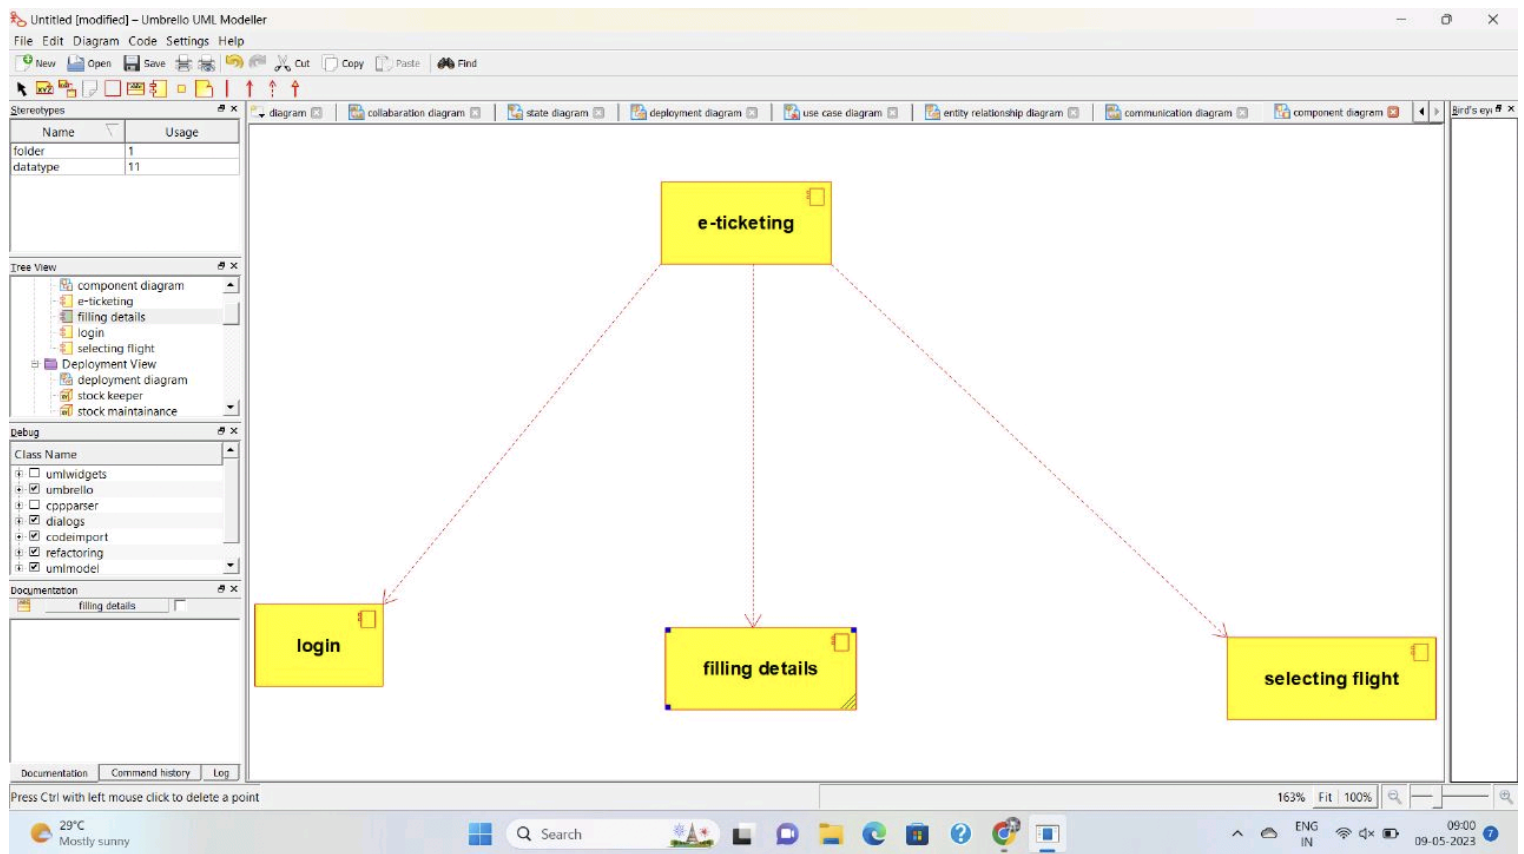 Untitled [modified] – Umbrello UML Modeller
File Edit Diagram Code Settings Help
New Open Save Cut Copy Paste Find
Stereotypes
Name Usage
folder 1
datatype 11
diagram collabaration diagram state diagram deployment diagram use case diagram entity relationship diagram communication diagram component diagram
Bird's eye
Tree View
component diagram
e-ticketing
filling details
login
selecting flight
Deployment View
deployment diagram
stock keeper
stock maintainance
Debug
Class Name
umlwidgets
umbrello
cppparser
dialogs
codeimport
refactoring
umlmodel
Documentation
filling details
Documentation Command history Log
e-ticketing
login
filling details
selecting flight
Press Ctrl with left mouse click to delete a point
163% Fit 100%
29°C
Mostly sunny
Search
ENG
IN
09:00
09-05-2023
7